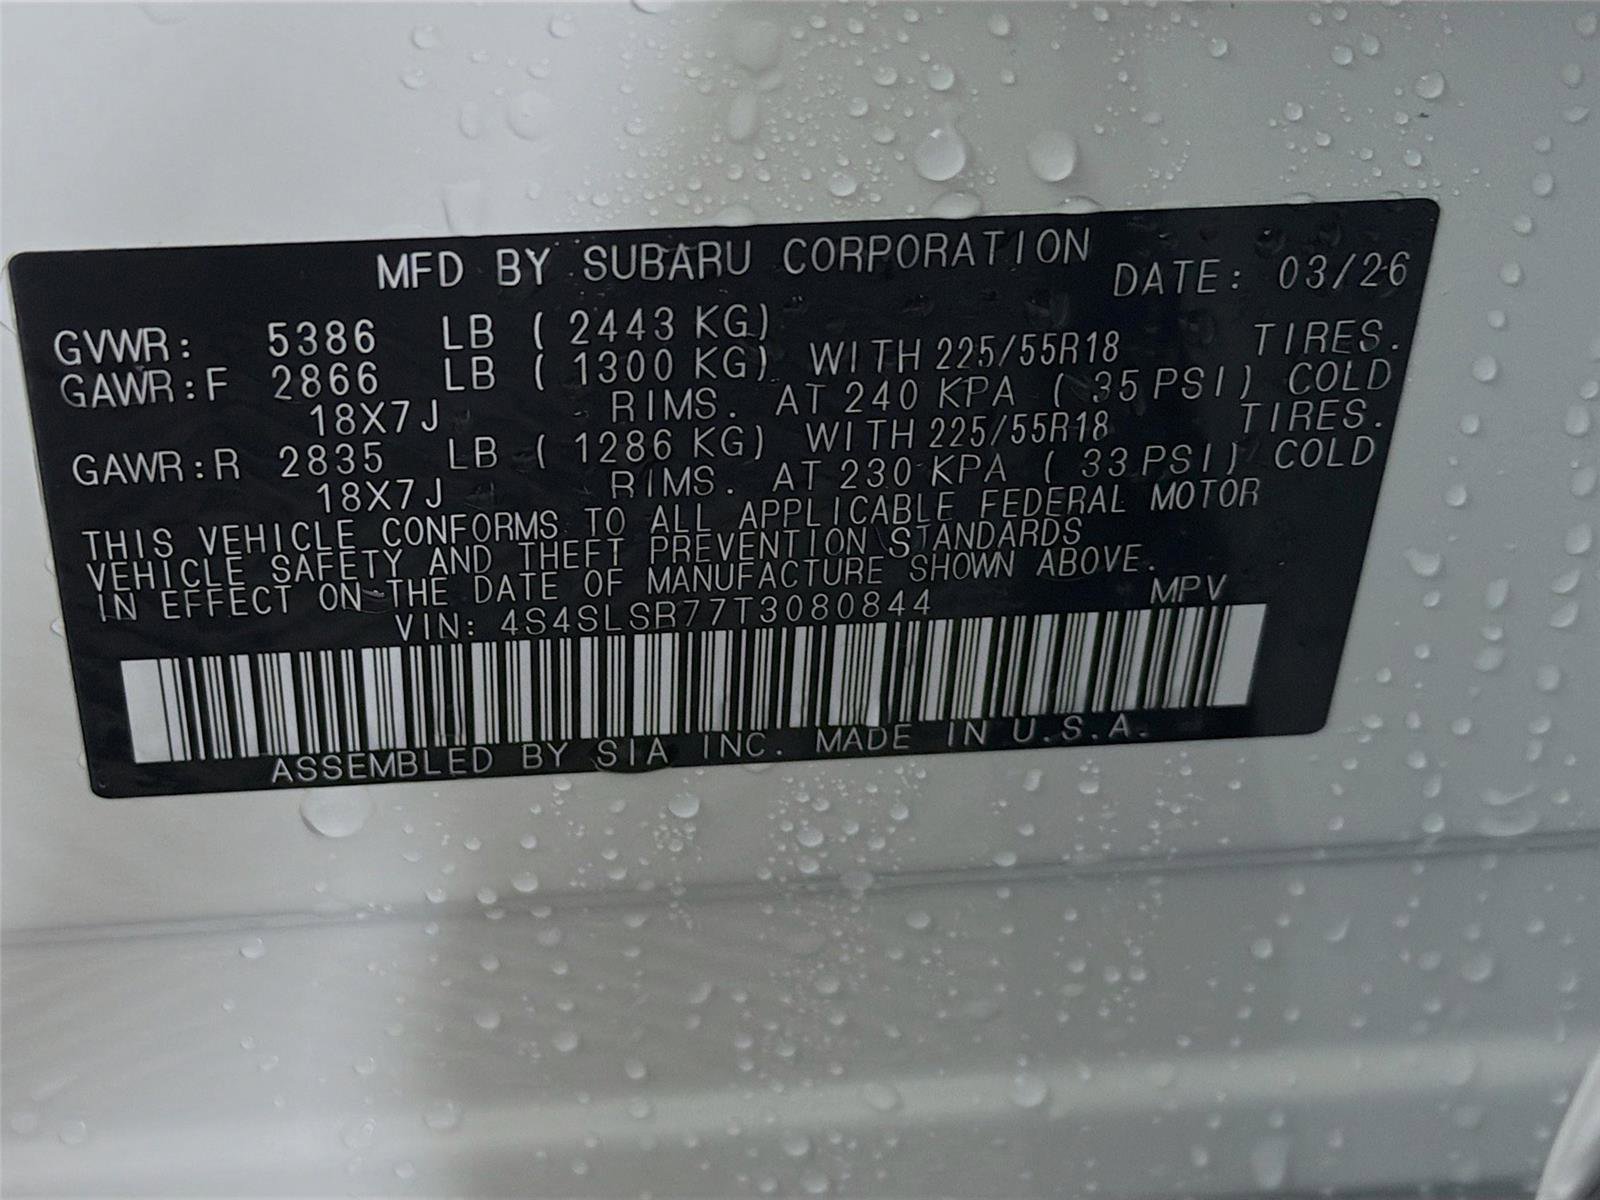 MFD BY SUBARU CORPORATION DATE: 03/26
GVWR: 5386 LB ( 2443 KG)
GAWR:F 2866 LB ( 1300 KG) WITH 225/55R18 TIRES.
18X7J RIMS. AT 240 KPA ( 35 PSI) COLD
GAWR:R 2835 LB ( 1286 KG) WITH 225/55R18 TIRES.
18X7J RIMS. AT 230 KPA ( 33 PSI) COLD
THIS VEHICLE CONFORMS TO ALL APPLICABLE FEDERAL MOTOR
VEHICLE SAFETY AND THEFT PREVENTION STANDARDS
IN EFFECT ON THE DATE OF MANUFACTURE SHOWN ABOVE.
VIN: 4S4SLSR77T3080844 MPV
ASSEMBLED BY SIA INC. MADE IN U.S.A.